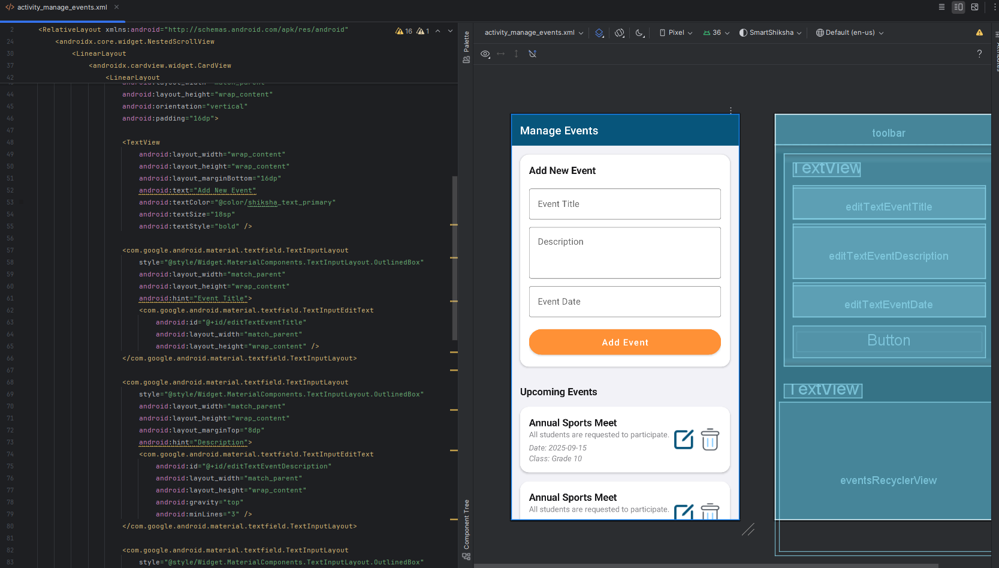 activity_manage_events.xml
2 <RelativeLayout xmlns:android="http://schemas.android.com/apk/res/android"
24 <androidx.core.widget.NestedScrollView
30 <LinearLayout
37 <androidx.cardview.widget.CardView
42 <LinearLayout
16 1
44 android:layout_height="wrap_content"
45 android:orientation="vertical"
46 android:padding="16dp">
47
48 <TextView
49 android:layout_width="wrap_content"
50 android:layout_height="wrap_content"
51 android:layout_marginBottom="16dp"
52 android:text="Add New Event"
53 android:textColor="@color/shiksha_text_primary"
54 android:textSize="18sp"
55 android:textStyle="bold" />
56
57 <com.google.android.material.textfield.TextInputLayout
58 style="@style/Widget.MaterialComponents.TextInputLayout.OutlinedBox"
59 android:layout_width="match_parent"
60 android:layout_height="wrap_content"
61 android:hint="Event Title">
62 <com.google.android.material.textfield.TextInputEditText
63 android:id="@+id/editTextEventTitle"
64 android:layout_width="match_parent"
65 android:layout_height="wrap_content" />
66 </com.google.android.material.textfield.TextInputLayout>
67
68 <com.google.android.material.textfield.TextInputLayout
69 style="@style/Widget.MaterialComponents.TextInputLayout.OutlinedBox"
70 android:layout_width="match_parent"
71 android:layout_height="wrap_content"
72 android:layout_marginTop="8dp"
73 android:hint="Description">
74 <com.google.android.material.textfield.TextInputEditText
75 android:id="@+id/editTextEventDescription"
76 android:layout_width="match_parent"
77 android:layout_height="wrap_content"
78 android:gravity="top"
79 android:minLines="3" />
80 </com.google.android.material.textfield.TextInputLayout>
81
82 <com.google.android.material.textfield.TextInputLayout
83 style="@style/Widget.MaterialComponents.TextInputLayout.OutlinedBox"
Palette
Component Tree
activity_manage_events.xml
Pixel
36
SmartShiksha
Default (en-us)
?
Manage Events
Add New Event
Event Title
Description
Event Date
Add Event
Upcoming Events
Annual Sports Meet
All students are requested to participate.
Date: 2025-09-15
Class: Grade 10
Annual Sports Meet
All students are requested to participate.
toolbar
TextView
editTextEventTitle
editTextEventDescription
editTextEventDate
Button
TextView
eventsRecyclerView